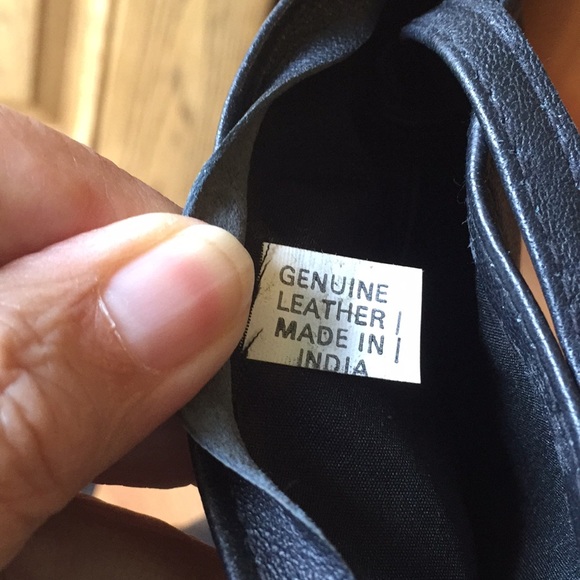 GENUINE
LEATHER |
MADE IN |
INDIA